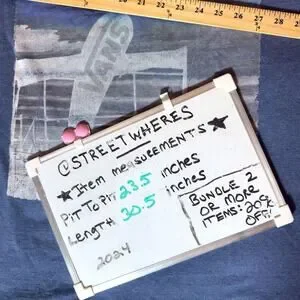 VANS
@STREETWHERES
★Item measurement's★
Pit To Pit 23.5 inches
Length 30.5 inches
BUNDLE 2
OR MORE
ITEMS: 20%
OFF!
2024